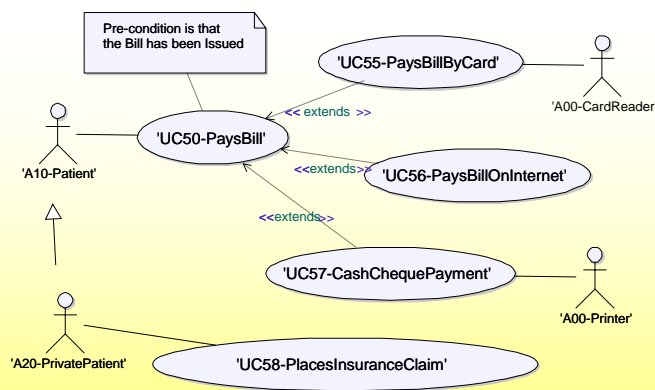 Pre-condition is that
the Bill has been Issued
'UC55-PaysBillByCard'
'A00-CardReader'
<< extends >>
'UC50-PaysBill'
'A10-Patient'
<<extends>>
'UC56-PaysBillOnInternet'
<<extends>>
'UC57-CashChequePayment'
'A00-Printer'
'A20-PrivatePatient'
'UC58-PlacesInsuranceClaim'